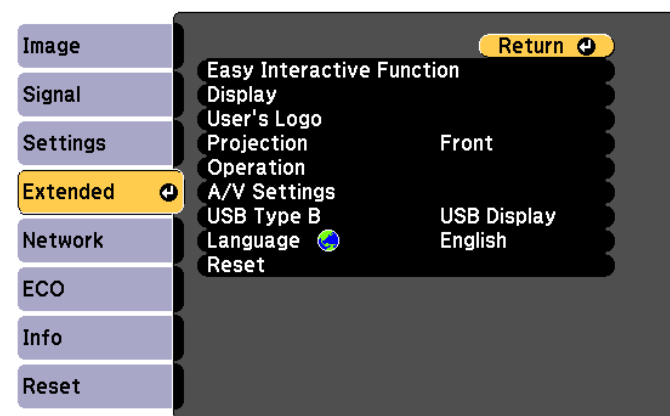 Image
Signal
Settings
Extended
Network
ECO
Info
Reset
Return
Easy Interactive Function
Display
User's Logo
Projection Front
Operation
A/V Settings
USB Type B USB Display
Language English
Reset